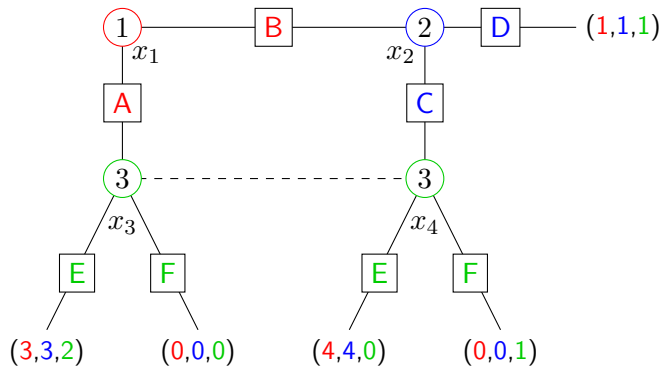 1 B 2 D (1,1,1)
x1 x2
A C
3 3
x3 x4
E F E F
(3,3,2) (0,0,0) (4,4,0) (0,0,1)